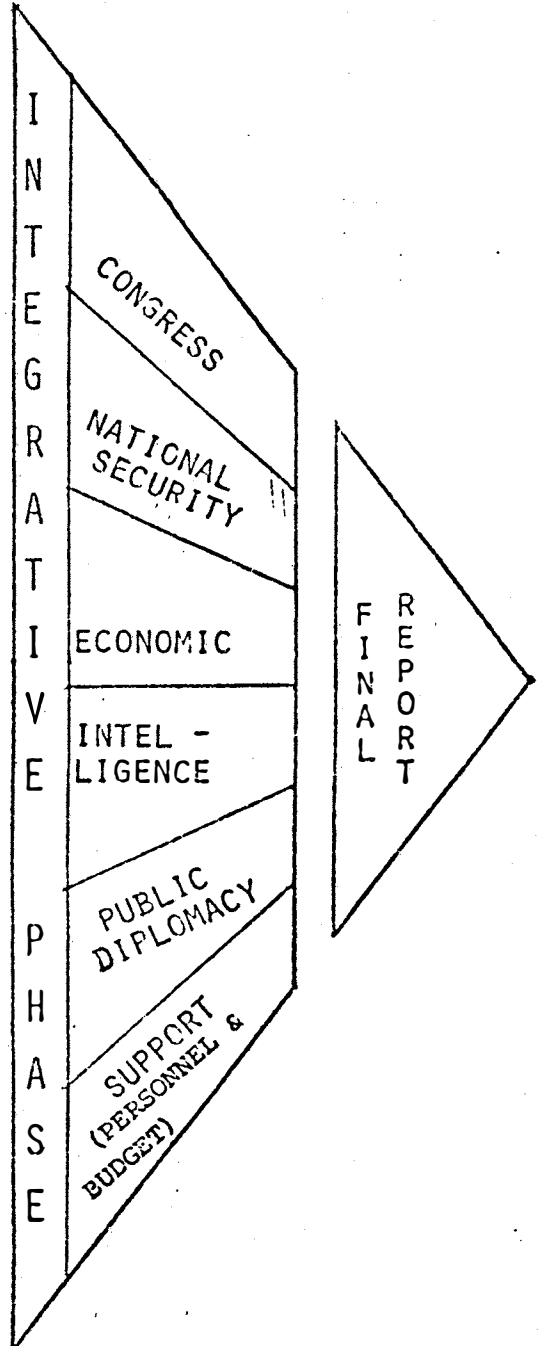 INTEGRATIVE PHASE
CONGRESS
NATIONAL
SECURITY
ECONOMIC
INTEL -
LIGENCE
PUBLIC
DIPLOMACY
SUPPORT
(PERSONNEL &
BUDGET)
FINAL
REPORT